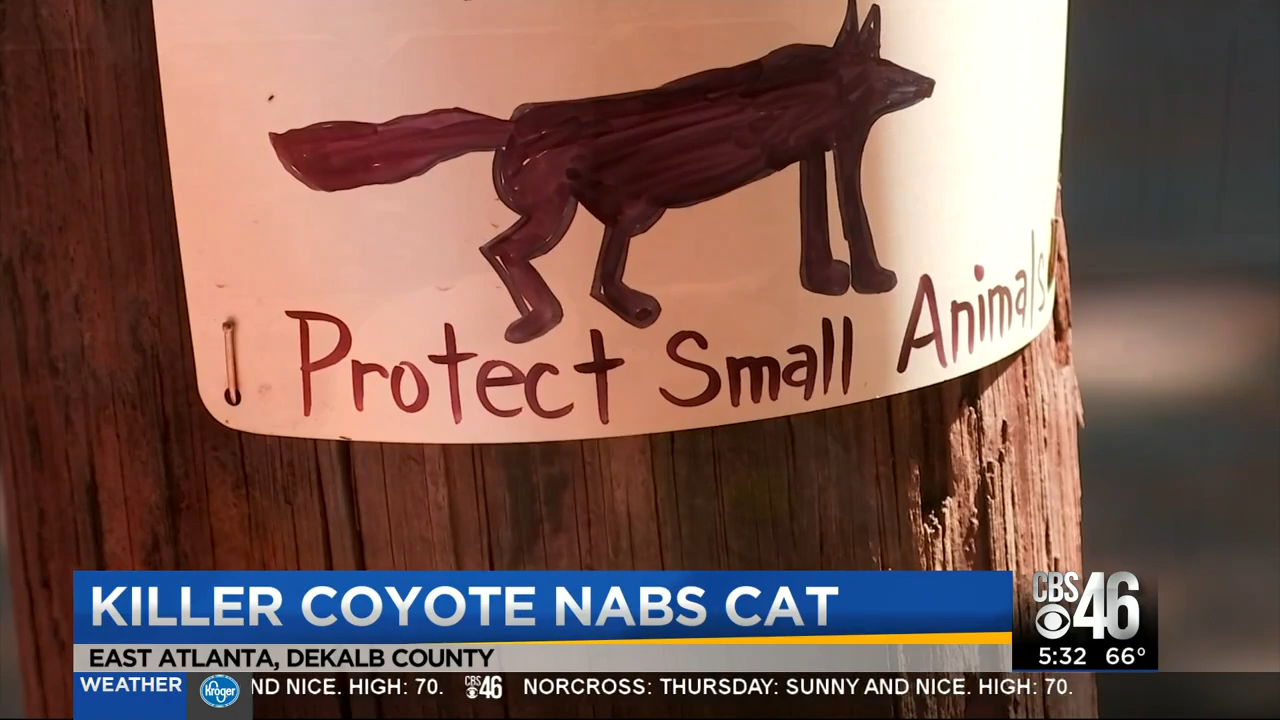 Protect Small Animals
KILLER COYOTE NABS CAT
EAST ATLANTA, DEKALB COUNTY
CBS 46
5:32 66°
WEATHER Kroger ND NICE. HIGH: 70. CBS 46 NORCROSS: THURSDAY: SUNNY AND NICE. HIGH: 70.